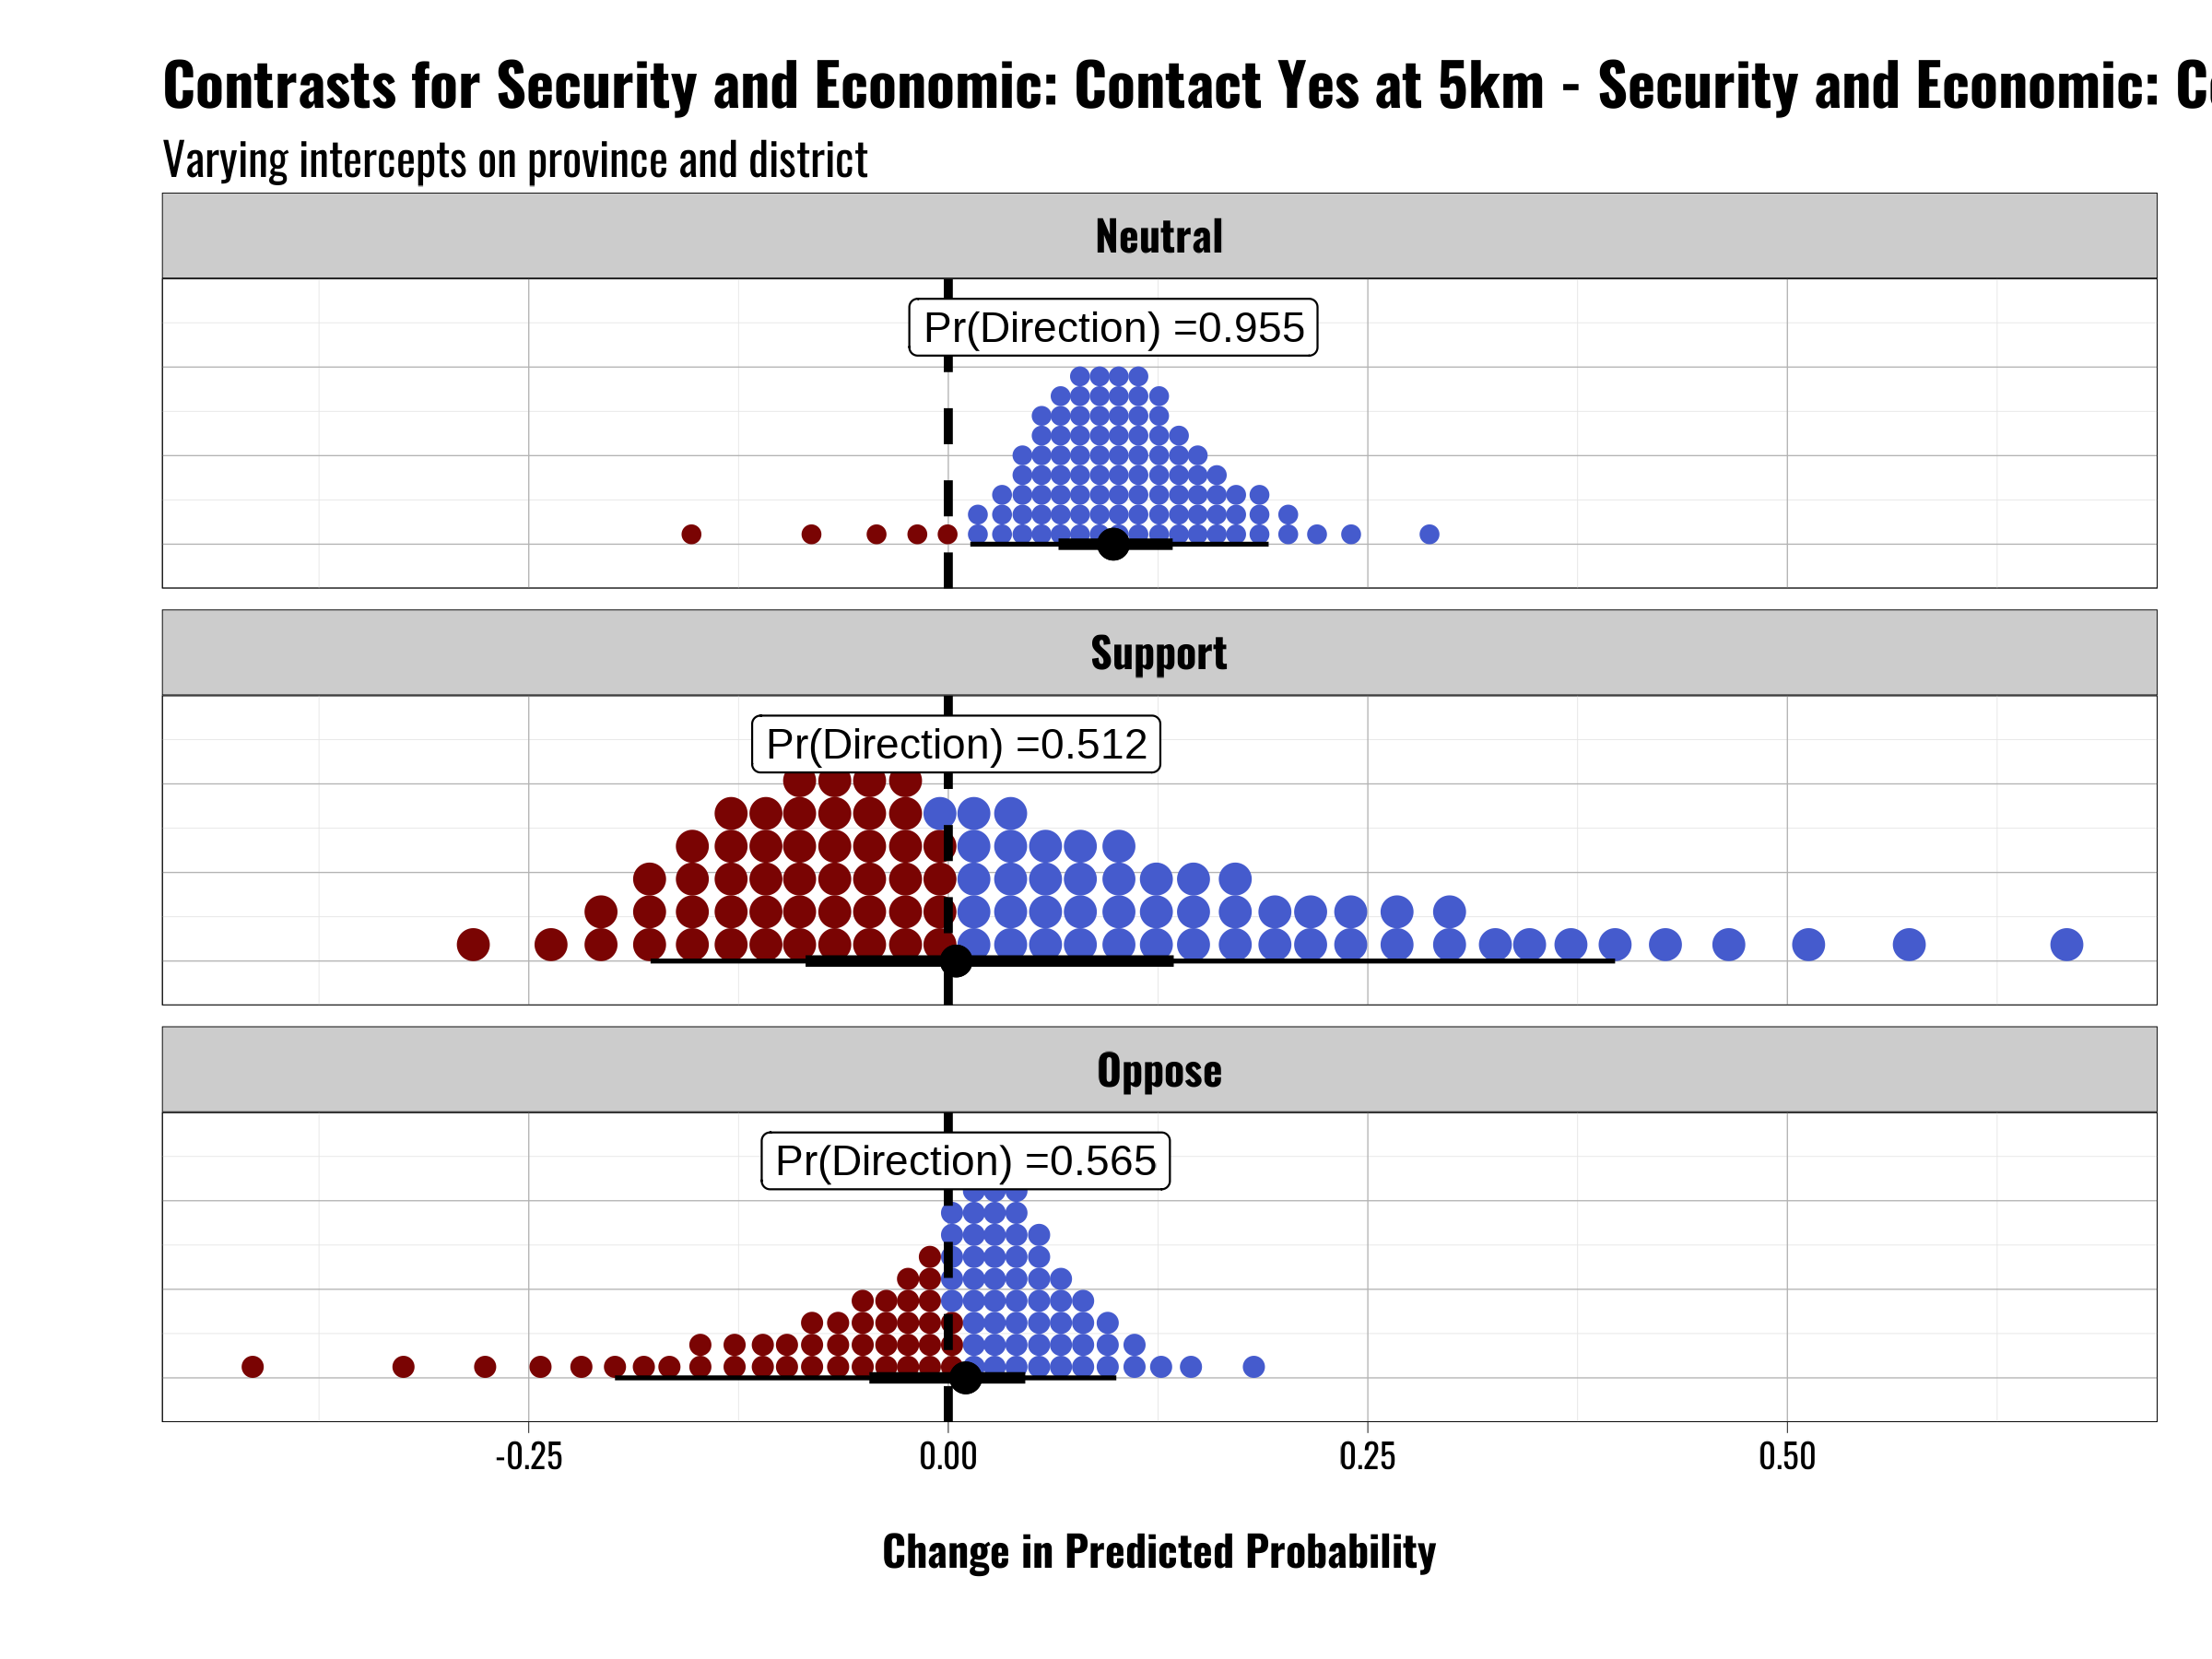 Contrasts for Security and Economic: Contact Yes at 5km - Security and Economic:
Varying intercepts on province and district
Neutral
Pr(Direction) =0.955
Support
Pr(Direction) =0.512
Oppose
Pr(Direction) =0.565
-0.25 0.00 0.25 0.50
Change in Predicted Probability